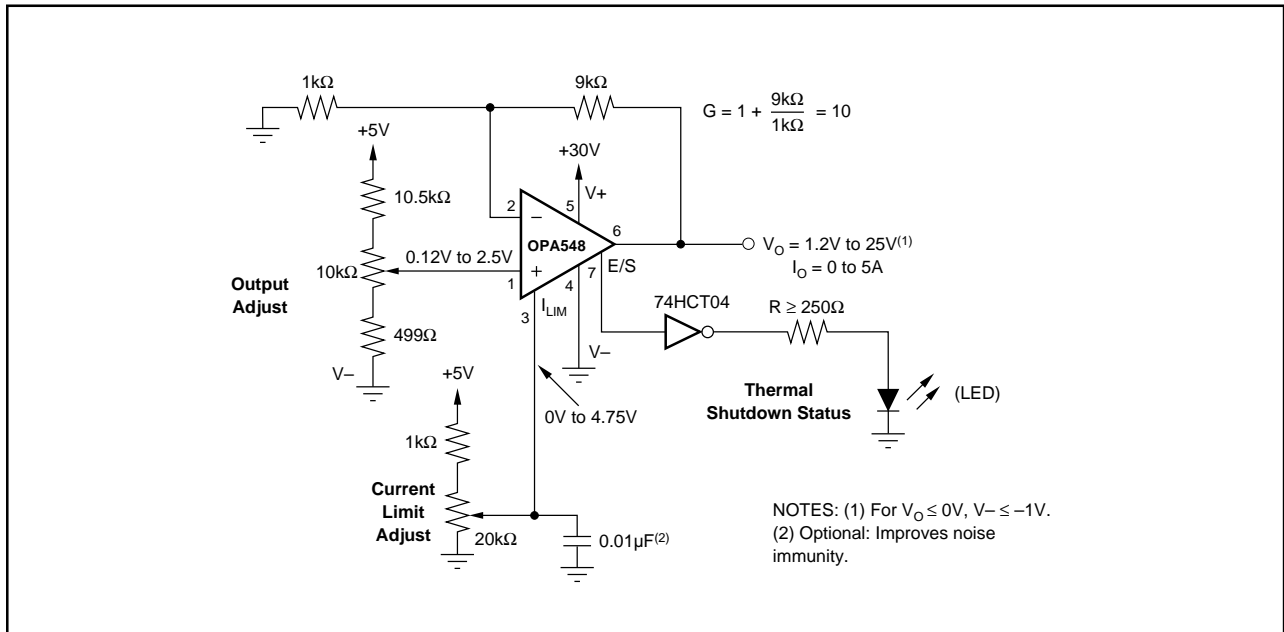 1kΩ
9kΩ
G = 1 + 9kΩ/1kΩ = 10
+5V
+30V
V+
10.5kΩ
2
−
5
OPA548
6
V_O = 1.2V to 25V(1)
I_O = 0 to 5A
E/S
Output
Adjust
10kΩ
0.12V to 2.5V
+
1
4
7
I_LIM
3
74HCT04
R ≥ 250Ω
499Ω
V–
V–
+5V
0V to 4.75V
Thermal
Shutdown Status
(LED)
1kΩ
Current
Limit
Adjust
20kΩ
0.01µF(2)
NOTES: (1) For V_O ≤ 0V, V– ≤ –1V.
(2) Optional: Improves noise
immunity.